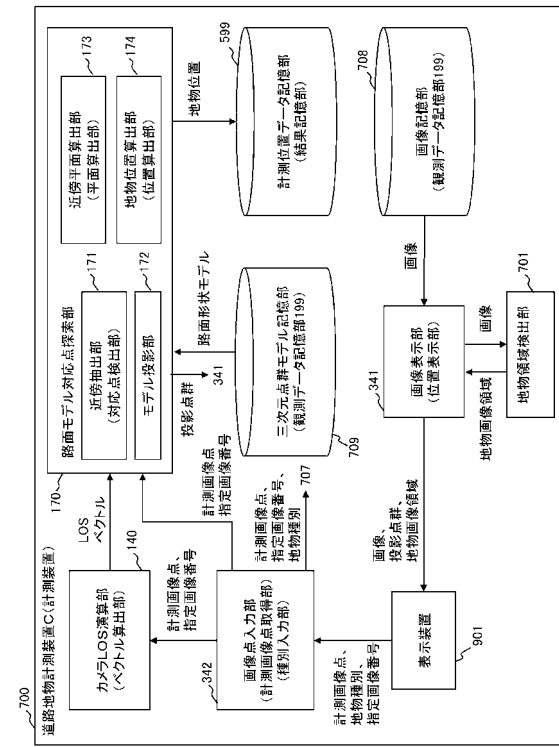 700
道路地物計測装置C(計測装置)
170
路面モデル対応点探索部
近傍抽出部
(対応点検出部)
171
モデル投影部
172
近傍平面算出部
(平面算出部)
173
地物位置算出部
(位置算出部)
174
LOS
ベクトル
カメラLOS演算部
(ベクトル算出部)
140
計測画像点、
指定画像番号
計測画像点
指定画像番号
投影点群
341
路面形状モデル
地物位置
599
計測位置データ記憶部
(結果記憶部)
三次元点群モデル記憶部
(観測データ記憶部199)
709
342
画像点入力部
(計測画像点取得部)
(種別入力部)
計測画像点、
指定画像番号、
地物種別
707
708
画像記憶部
(観測データ記憶部199)
画像
341
画像表示部
(位置表示部)
画像
地物画像領域
701
地物領域検出部
画像、
投影点群、
地物画像領域
表示装置
901
計測画像点、
地物種別、
指定画像番号